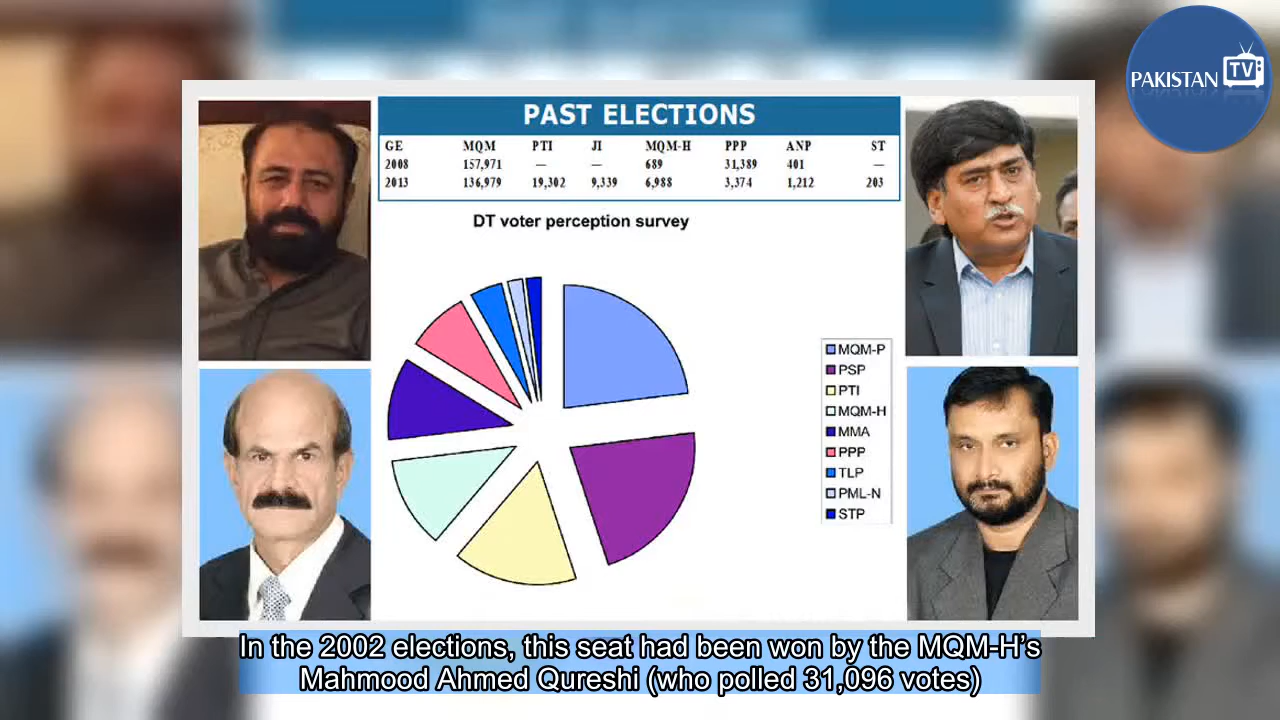 PAKISTAN TV
PAST ELECTIONS
GE MQM PTI JI MQM-H PPP ANP ST
2008 157,971 — — 689 31,389 401 —
2013 136,979 19,302 9,339 6,988 3,374 1,212 203
DT voter perception survey
MQM-P
PSP
PTI
MQM-H
MMA
PPP
TLP
PML-N
STP
In the 2002 elections, this seat had been won by the MQM-H’s
Mahmood Ahmed Qureshi (who polled 31,096 votes)